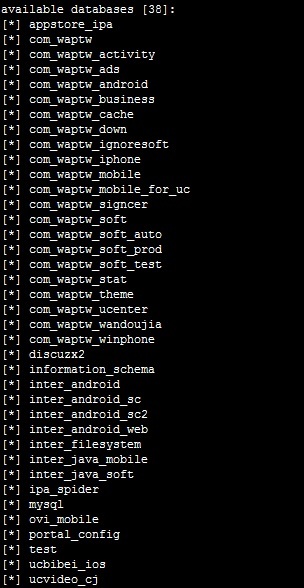 available databases [38]:
[*] appstore_ipa
[*] com_waptw
[*] com_waptw_activity
[*] com_waptw_ads
[*] com_waptw_android
[*] com_waptw_business
[*] com_waptw_cache
[*] com_waptw_down
[*] com_waptw_ignoresoft
[*] com_waptw_iphone
[*] com_waptw_mobile
[*] com_waptw_mobile_for_uc
[*] com_waptw_signcer
[*] com_waptw_soft
[*] com_waptw_soft_auto
[*] com_waptw_soft_prod
[*] com_waptw_soft_test
[*] com_waptw_stat
[*] com_waptw_theme
[*] com_waptw_ucenter
[*] com_waptw_wandoujia
[*] com_waptw_winphone
[*] discuzx2
[*] information_schema
[*] inter_android
[*] inter_android_sc
[*] inter_android_sc2
[*] inter_android_web
[*] inter_filesystem
[*] inter_java_mobile
[*] inter_java_soft
[*] ipa_spider
[*] mysql
[*] ovi_mobile
[*] portal_config
[*] test
[*] ucbibei_ios
[*] ucvideo_cj